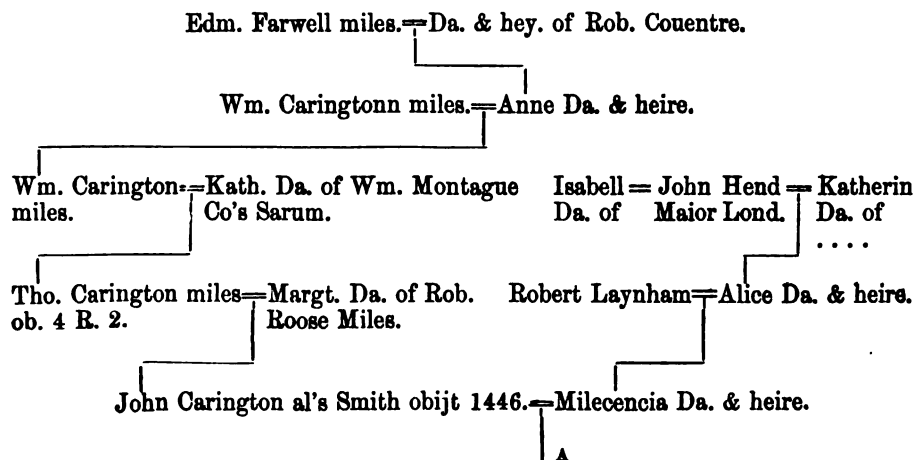 Edm. Farwell miles.=Da. & hey. of Rob. Couentre.
Wm. Caringtonn miles.=Anne Da. & heire.
Wm. Carington=Kath. Da. of Wm. Montague
miles. Co's Sarum.
Isabell = John Hend = Katherin
Da. of Maior Lond. Da. of
....
Tho. Carington miles=Margt. Da. of Rob.
ob. 4 R. 2. Roose Miles.
Robert Laynham=Alice Da. & heire.
John Carington al's Smith obijt 1446.=Milecencia Da. & heire.
A